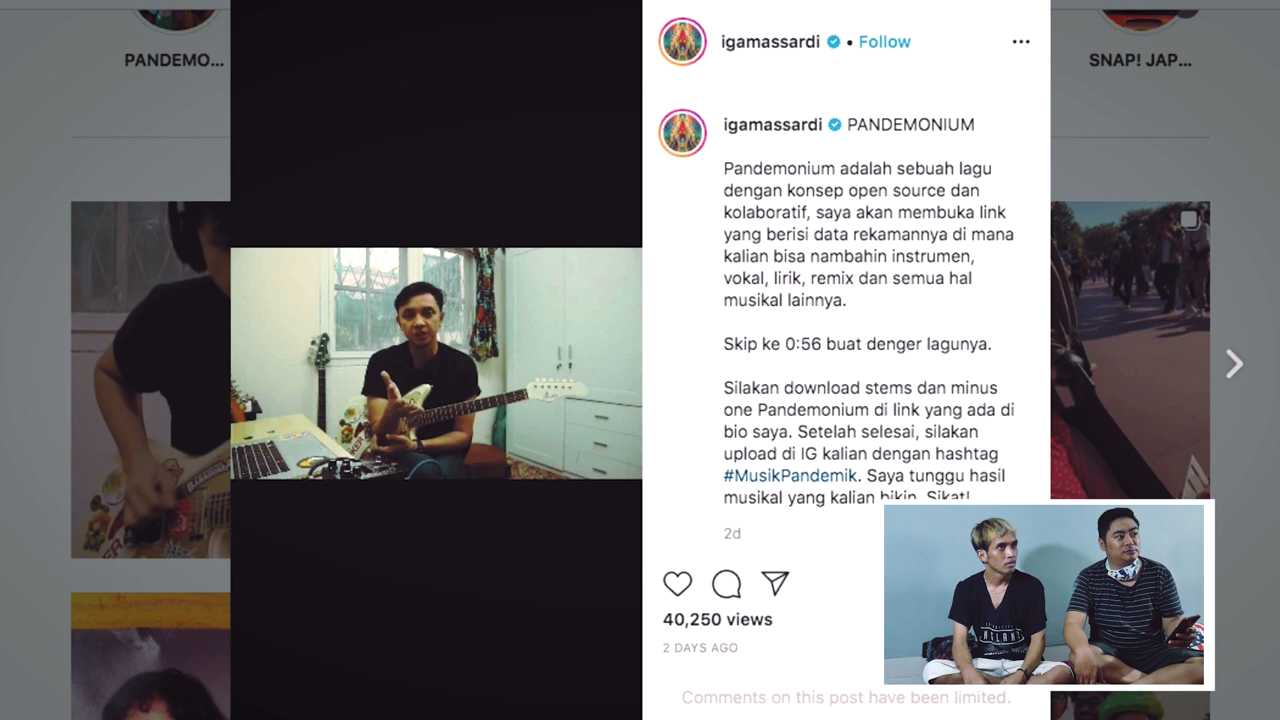 PANDEMO...
SNAP! JAP...
igamassardi • Follow
igamassardi PANDEMONIUM
Pandemonium adalah sebuah lagu
dengan konsep open source dan
kolaboratif, saya akan membuka link
yang berisi data rekamannya di mana
kalian bisa nambahin instrumen,
vokal, lirik, remix dan semua hal
musikal lainnya.
Skip ke 0:56 buat denger lagunya.
Silakan download stems dan minus
one Pandemonium di link yang ada di
bio saya. Setelah selesai, silakan
upload di IG kalian dengan hashtag
#MusikPandemik. Saya tunggu hasil
musikal yang kalian bikin. Sikat!
2d
40,250 views
2 DAYS AGO
Comments on this post have been limited.